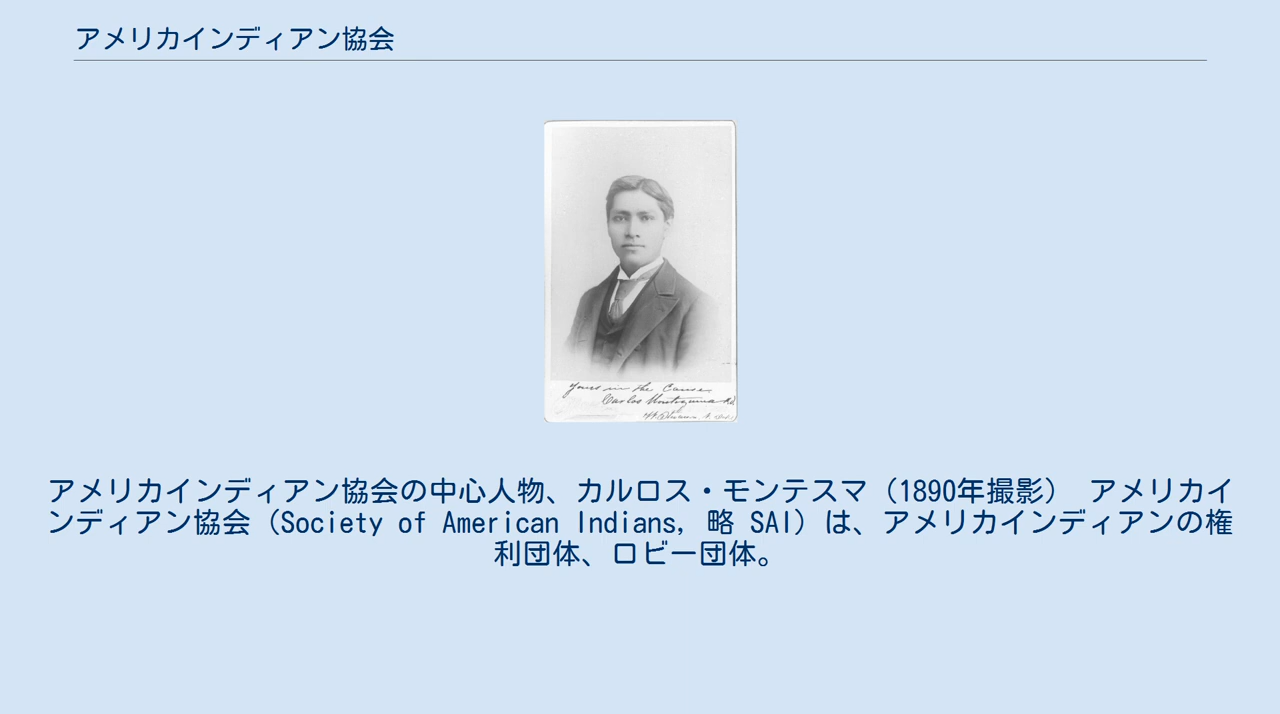 アメリカインディアン協会
Yours in the Cause
Carlos Montezuma
アメリカインディアン協会の中心人物、カルロス・モンテスマ（1890年撮影） アメリカイ
ンディアン協会（Society of American Indians, 略 SAI）は、アメリカインディアンの権
利団体、ロビー団体。